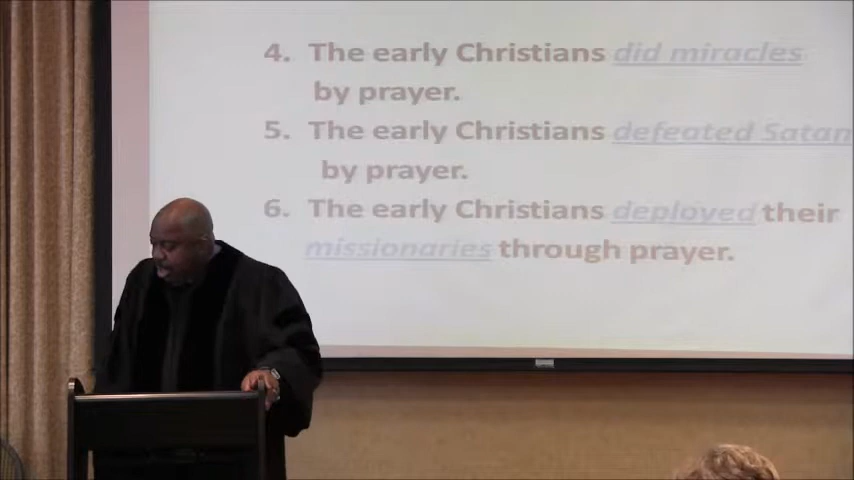 4. The early Christians did miracles
by prayer.
5. The early Christians defeated Satan
by prayer.
6. The early Christians deployed their
missionaries through prayer.